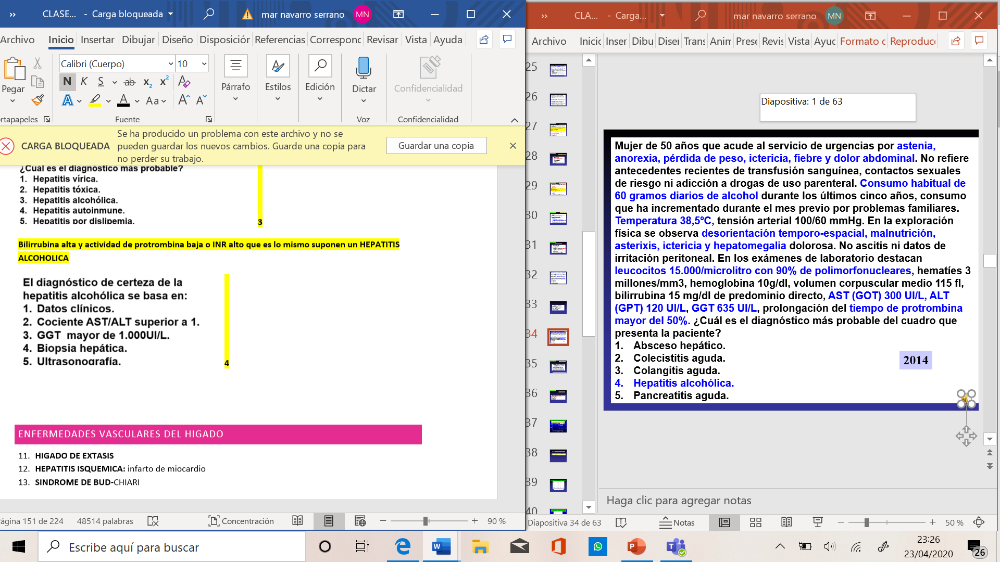 CLASE... - Carga bloqueada
mar navarro serrano MN
Archivo Inicio Insertar Dibujar Diseño Disposición Referencias Corresponc Revisar Vista Ayuda
Calibri (Cuerpo) 10
Pegar
N K S ab x₂ x²
A A Aa A A
Párrafo
Estilos
Edición
Dictar
Confidencialidad
rtapapeles Fuente Voz Confidencialidad
CARGA BLOQUEADA
Se ha producido un problema con este archivo y no se
pueden guardar los nuevos cambios. Guarde una copia para
no perder su trabajo.
Guardar una copia
¿Cuál es el diagnóstico más probable?
1. Hepatitis vírica.
2. Hepatitis tóxica.
3. Hepatitis alcohólica.
4. Hepatitis autoinmune.
5. Hepatitis por dislipemia.
3
Bilirrubina alta y actividad de protrombina baja o INR alto que es lo mismo suponen un HEPATITIS
ALCOHOLICA
El diagnóstico de certeza de la
hepatitis alcohólica se basa en:
1. Datos clínicos.
2. Cociente AST/ALT superior a 1.
3. GGT mayor de 1.000UI/L.
4. Biopsia hepática.
5. Ultrasonografía.
4
ENFERMEDADES VASCULARES DEL HIGADO
11. HIGADO DE EXTASIS
12. HEPATITIS ISQUEMICA: infarto de miocardio
13. SINDROME DE BUD-CHIARI
ágina 151 de 224 48514 palabras Concentración 90 %
CLA... - Carga...
mar navarro serrano MN
Archivo Inicio Inser Dibu Diseí Trans Anim Prese Revis Vista Ayuc Formato c Reproducc
25
26
27
28
29
30
31
32
33
34
35
36
37
38
39
40
Diapositiva: 1 de 63
Mujer de 50 años que acude al servicio de urgencias por astenia,
anorexia, pérdida de peso, ictericia, fiebre y dolor abdominal. No refiere
antecedentes recientes de transfusión sanguínea, contactos sexuales
de riesgo ni adicción a drogas de uso parenteral. Consumo habitual de
60 gramos diarios de alcohol durante los últimos cinco años, consumo
que ha incrementado durante el mes previo por problemas familiares.
Temperatura 38,5ºC, tensión arterial 100/60 mmHg. En la exploración
física se observa desorientación temporo-espacial, malnutrición,
asterixis, ictericia y hepatomegalia dolorosa. No ascitis ni datos de
irritación peritoneal. En los exámenes de laboratorio destacan
leucocitos 15.000/microlitro con 90% de polimorfonucleares, hematíes 3
millones/mm3, hemoglobina 10g/dl, volumen corpuscular medio 115 fl,
bilirrubina 15 mg/dl de predominio directo, AST (GOT) 300 UI/L, ALT
(GPT) 120 UI/L, GGT 635 UI/L, prolongación del tiempo de protrombina
mayor del 50%. ¿Cuál es el diagnóstico más probable del cuadro que
presenta la paciente?
1. Absceso hepático.
2. Colecistitis aguda.
3. Colangitis aguda.
4. Hepatitis alcohólica.
5. Pancreatitis aguda.
2014
Haga clic para agregar notas
Diapositiva 34 de 63 Notas 50 %
Escribe aquí para buscar
23:26
23/04/2020
26